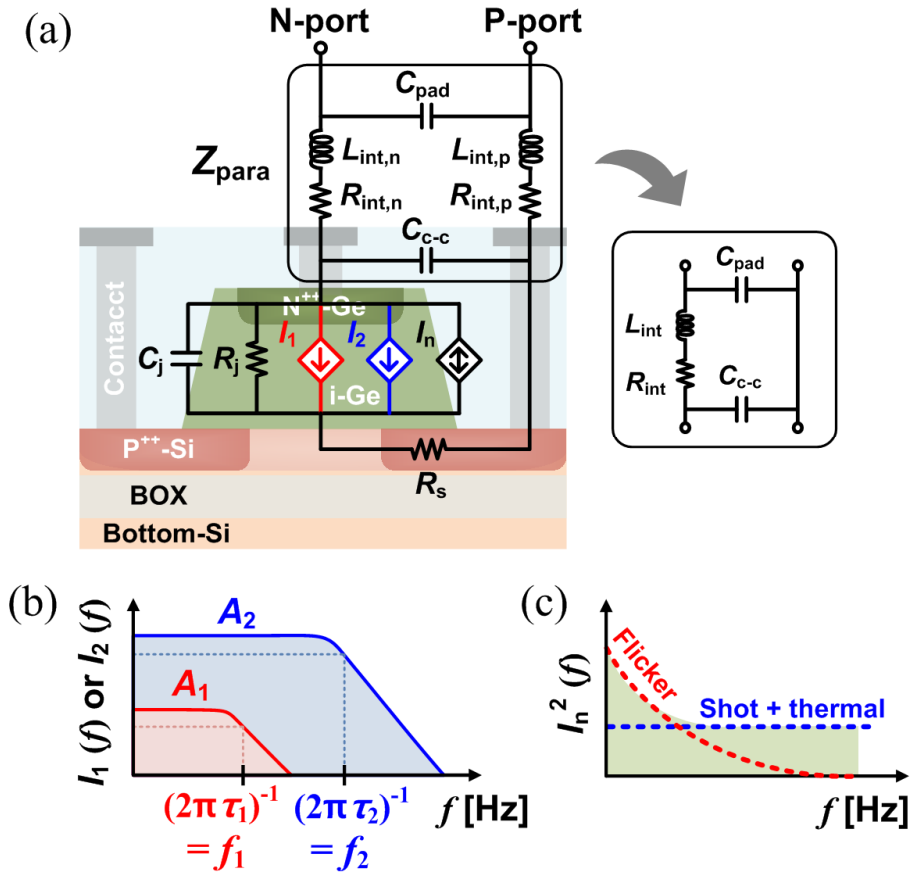 (a)
N-port P-port
C_pad
Z_para
L_int,n L_int,p
R_int,n R_int,p
C_c-c
C_pad
L_int
R_int
C_c-c
Contacct
N⁺⁺-Ge
C_j R_j I_1 I_2 I_n
i-Ge
P⁺⁺-Si
R_s
BOX
Bottom-Si
(b)
I_1 (f) or I_2 (f)
A_2
A_1
(2π τ_1)⁻¹ (2π τ_2)⁻¹ f [Hz]
= f_1 = f_2
(c)
I_n² (f)
Flicker
Shot + thermal
f [Hz]